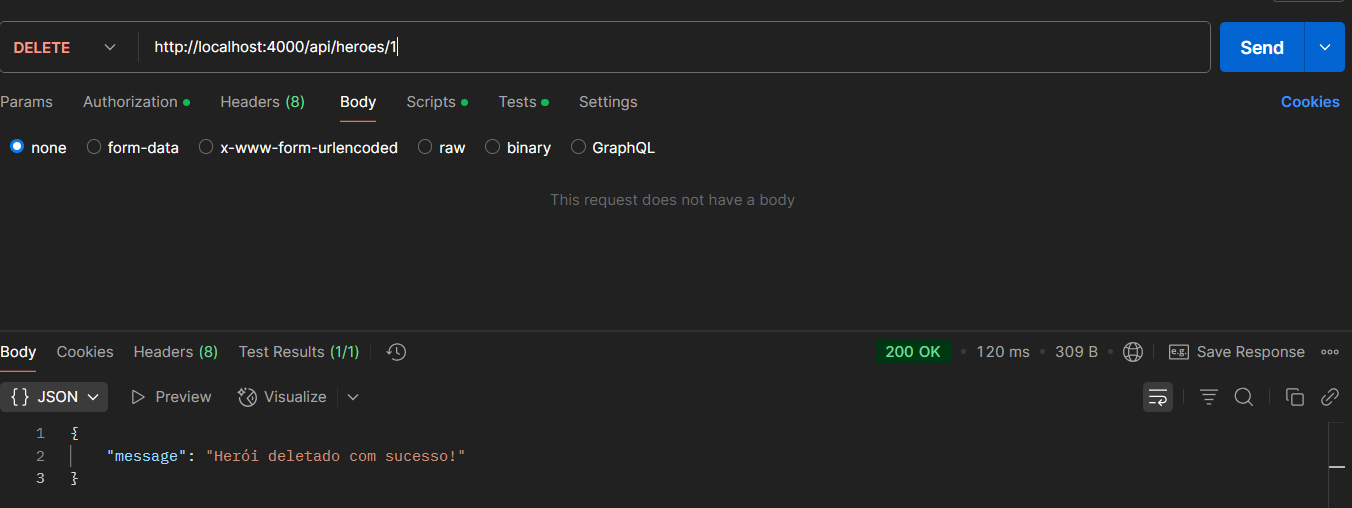 DELETE http://localhost:4000/api/heroes/1 Send
Params Authorization Headers (8) Body Scripts Tests Settings Cookies
none form-data x-www-form-urlencoded raw binary GraphQL
This request does not have a body
Body Cookies Headers (8) Test Results (1/1) 200 OK • 120 ms • 309 B • e.g. Save Response
{} JSON Preview Visualize
1 {
2 "message": "Herói deletado com sucesso!"
3 }